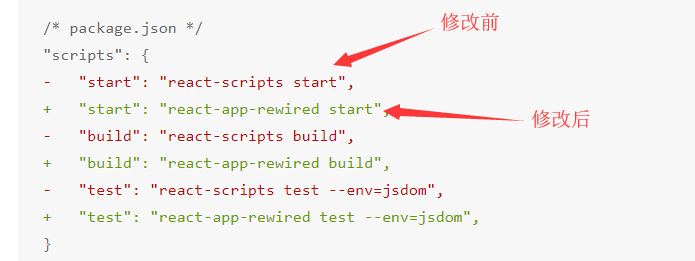 /* package.json */
修改前
"scripts": {
-   "start": "react-scripts start",
+   "start": "react-app-rewired start",
修改后
-   "build": "react-scripts build",
+   "build": "react-app-rewired build",
-   "test": "react-scripts test --env=jsdom",
+   "test": "react-app-rewired test --env=jsdom",
}